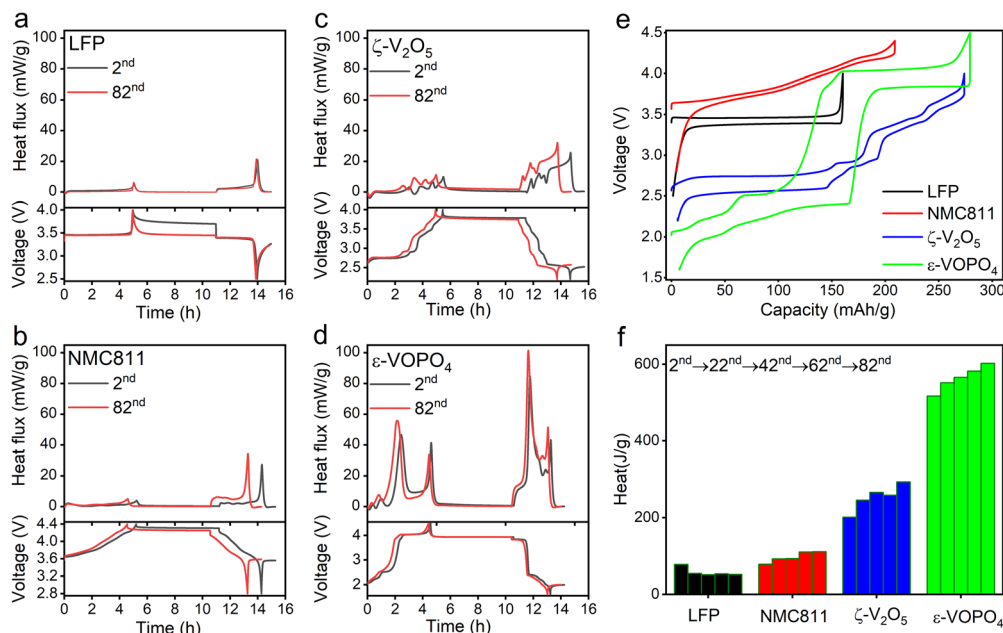 a
LFP
2nd
82nd
Heat flux (mW/g)
100
80
60
40
20
0
Voltage (V)
4.0
3.5
3.0
2.5
0 2 4 6 8 10 12 14 16
Time (h)
b
NMC811
2nd
82nd
Heat flux (mW/g)
100
80
60
40
20
0
Voltage (V)
4.4
4.0
3.6
3.2
2.8
0 2 4 6 8 10 12 14 16
Time (h)
c
ζ-V2O5
2nd
82nd
Heat flux (mW/g)
100
80
60
40
20
0
Voltage (V)
4.0
3.5
3.0
2.5
0 2 4 6 8 10 12 14 16
Time (h)
d
ε-VOPO4
2nd
82nd
Heat flux (mW/g)
100
80
60
40
20
0
Voltage (V)
5
4
3
2
0 2 4 6 8 10 12 14 16
Time (h)
e
Voltage (V)
4.5
4.0
3.5
3.0
2.5
2.0
1.5
LFP
NMC811
ζ-V2O5
ε-VOPO4
0 50 100 150 200 250 300
Capacity (mAh/g)
f
2nd→22nd→42nd→62nd→82nd
Heat(J/g)
600
400
200
0
LFP NMC811 ζ-V2O5 ε-VOPO4